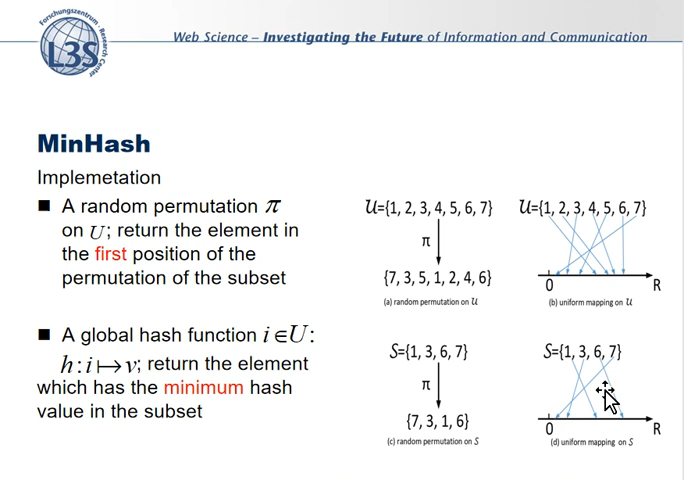 Forschungszentrum - Research Center
L3S
Web Science – Investigating the Future of Information and Communication
MinHash
Implemetation
■ A random permutation π
on U; return the element in
the first position of the
permutation of the subset
■ A global hash function i∈U:
h:i↦v; return the element
which has the minimum hash
value in the subset
U={1, 2, 3, 4, 5, 6, 7}
π
{7, 3, 5, 1, 2, 4, 6}
(a) random permutation on U
U={1, 2, 3, 4, 5, 6, 7}
0 R
(b) uniform mapping on U
S={1, 3, 6, 7}
π
{7, 3, 1, 6}
(c) random permutation on S
S={1, 3, 6, 7}
0 R
(d) uniform mapping on S